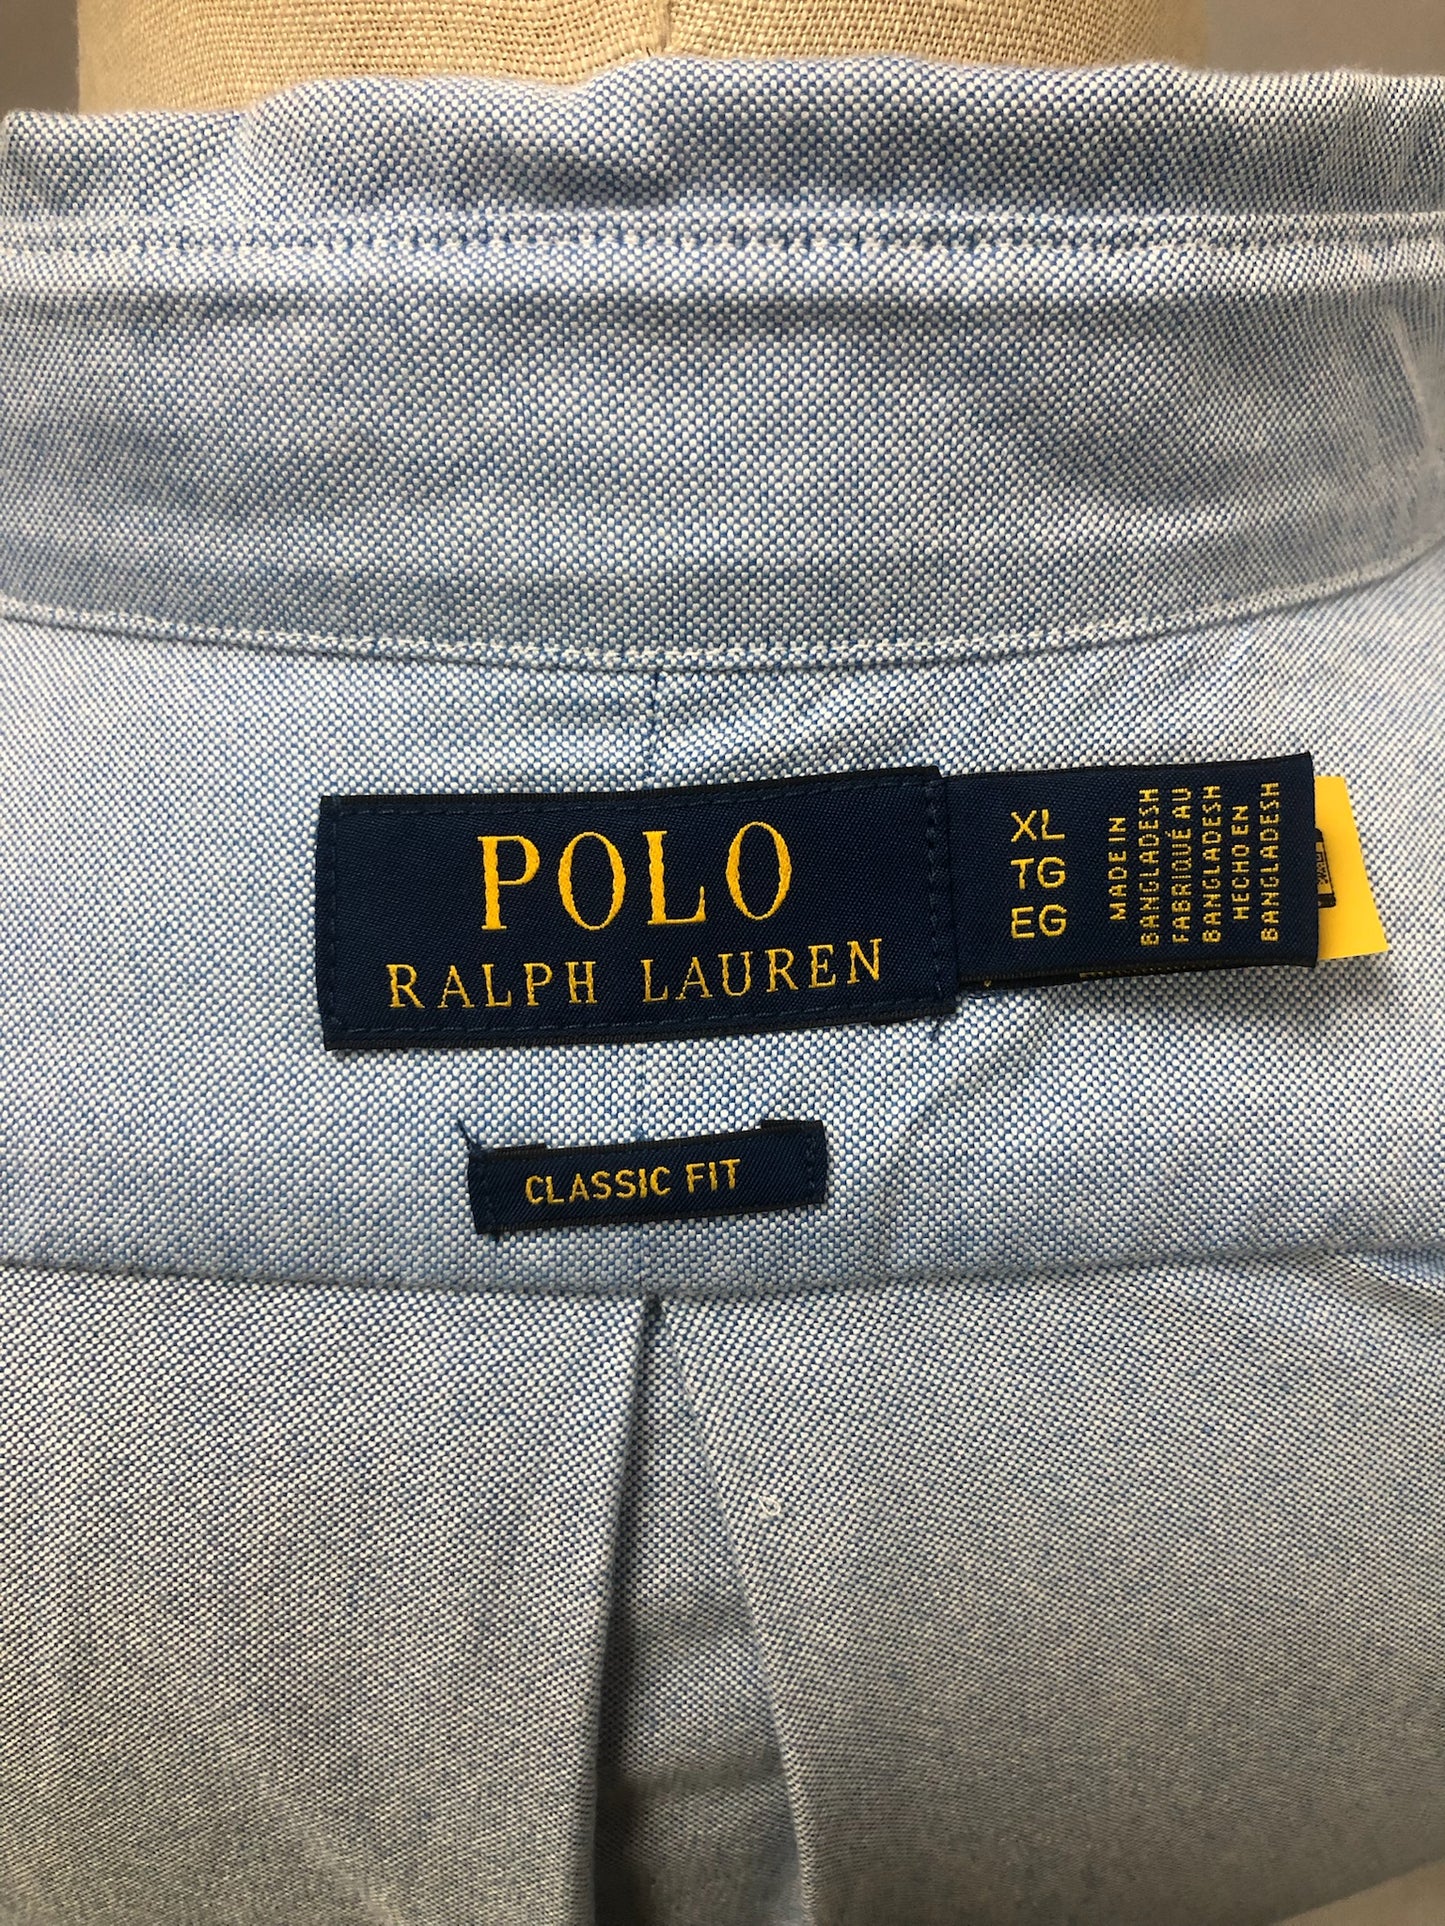 POLO
RALPH LAUREN
XL
TG
EG
MADE IN
BANGLADESH
FABRIQUÉ AU
BANGLADESH
HECHO EN
BANGLADESH
CLASSIC FIT